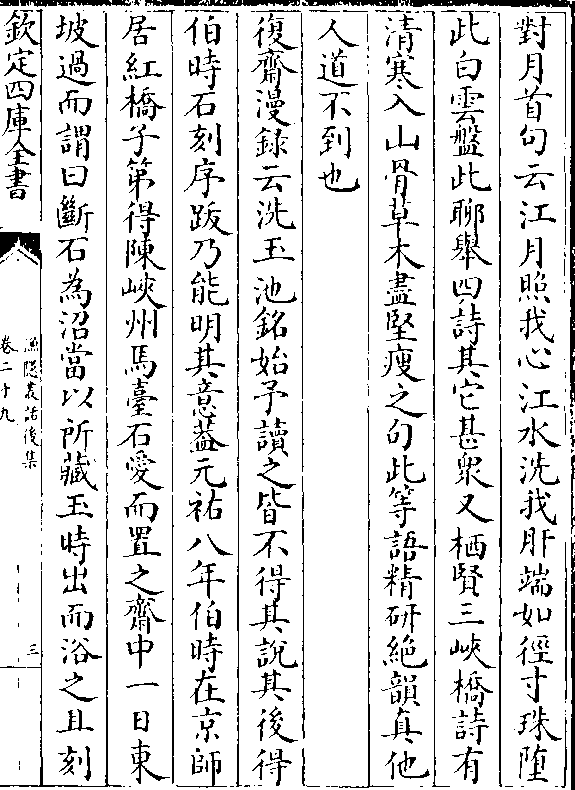 對月首句云江月照我心江水洗我肝端如徑寸珠墮
此白雲盤此聊舉四詩其它甚衆又栖賢三峽橋詩有
清寒入山骨草木盡堅瘦之句此等語精研絶韻真他
人道不到也
復齋漫錄云洗玉池銘始予讀之皆不得其說其後得
伯時石刻序跋乃能明其意葢元祐八年伯時在京師
居紅橋子第得陳峽州馬臺石愛而置之齋中一日東
坡過而謂曰斷石為沼當以所藏玉時出而浴之且刻
欽定四庫全書
漁隱叢話後集
卷二十九
三